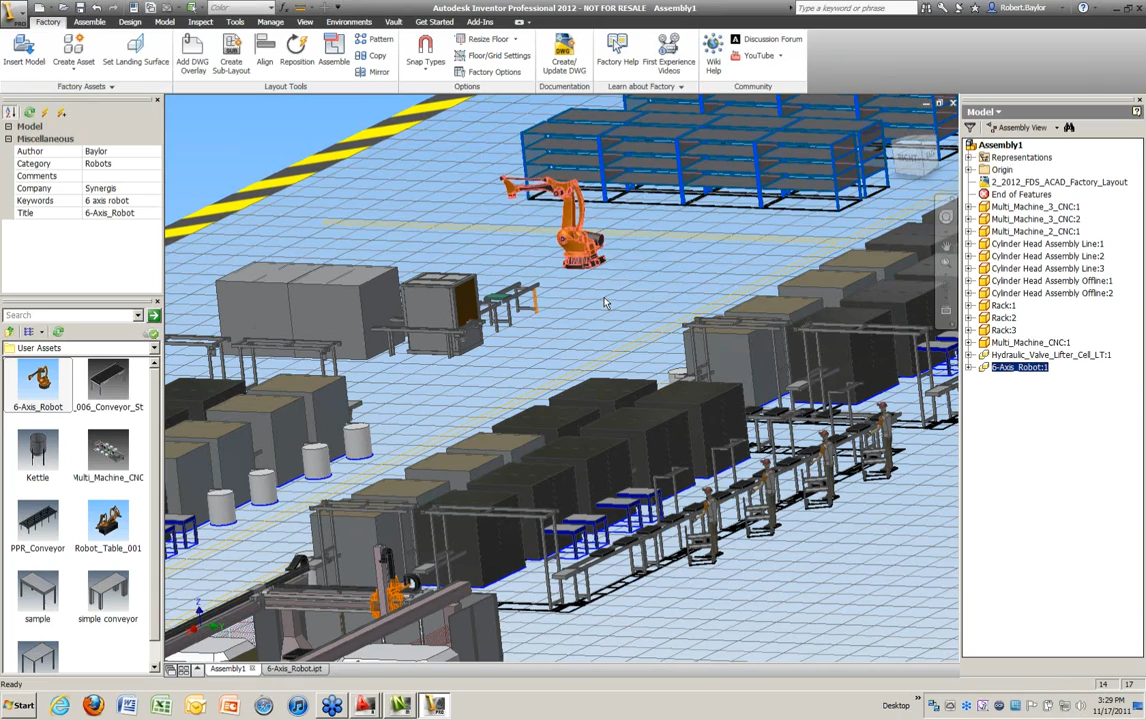 Color
Autodesk Inventor Professional 2012 - NOT FOR RESALE  Assembly1
Type a keyword or phrase
Robert.Baylor
PRO
Factory
Assemble
Design
Model
Inspect
Tools
Manage
View
Environments
Vault
Get Started
Add-Ins
Insert Model
Create Asset
Set Landing Surface
Factory Assets
Add DWG Overlay
Create Sub-Layout
Align
Reposition
Assemble
Pattern
Copy
Mirror
Layout Tools
Snap Types
Resize Floor
Floor/Grid Settings
Factory Options
Options
DWG
Create/ Update DWG
Documentation
Factory Help
First Experience Videos
Learn about Factory
Wiki Help
Discussion Forum
YouTube
Community
Model
Miscellaneous
Author Baylor
Category Robots
Comments
Company Synergis
Keywords 6 axis robot
Title 6-Axis_Robot
Search
User Assets
6-Axis_Robot
_006_Conveyor_St
Kettle
Multi_Machine_CNC
PPR_Conveyor
Robot_Table_001
sample
simple conveyor
RIGHT
Z
Model
Assembly View
Assembly1
Representations
Origin
2_2012_FDS_ACAD_Factory_Layout
End of Features
Multi_Machine_3_CNC:1
Multi_Machine_3_CNC:2
Multi_Machine_2_CNC:1
Cylinder Head Assembly Line:1
Cylinder Head Assembly Line:2
Cylinder Head Assembly Line:3
Cylinder Head Assembly Offline:1
Cylinder Head Assembly Offline:2
Rack:1
Rack:2
Rack:3
Multi_Machine_CNC:1
Hydraulic_Valve_Lifter_Cell_LT:1
6-Axis_Robot:1
Assembly1
6-Axis_Robot.ipt
Ready
14
17
Start
Desktop
3:29 PM
11/17/2011